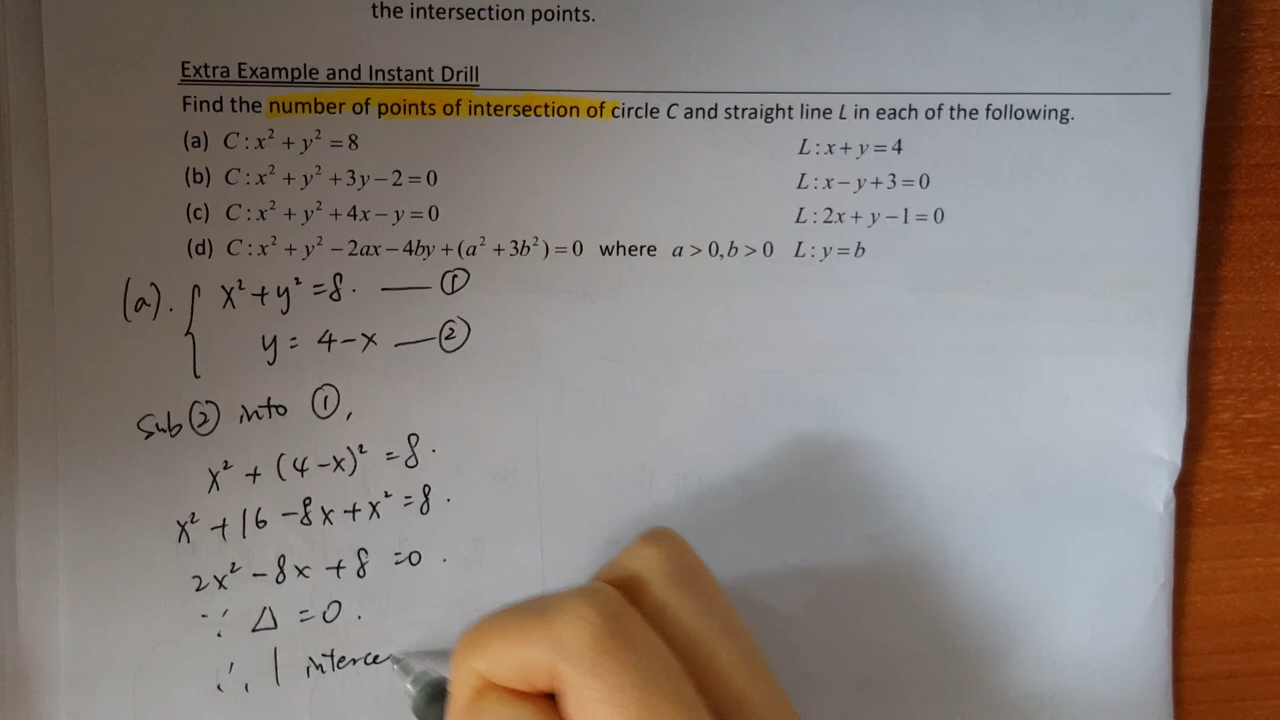 the intersection points.
Extra Example and Instant Drill
Find the number of points of intersection of circle C and straight line L in each of the following.
(a) C : x² + y² = 8 L : x + y = 4
(b) C : x² + y² + 3y − 2 = 0 L : x − y + 3 = 0
(c) C : x² + y² + 4x − y = 0 L : 2x + y − 1 = 0
(d) C : x² + y² − 2ax − 4by + (a² + 3b²) = 0 where a > 0, b > 0 L : y = b
(a). { x² + y² = 8. — ①
y = 4 − x — ②
Sub ② into ①,
x² + (4 − x)² = 8.
x² + 16 − 8x + x² = 8.
2x² − 8x + 8 = 0.
∵ Δ = 0.
∴ 1 interce